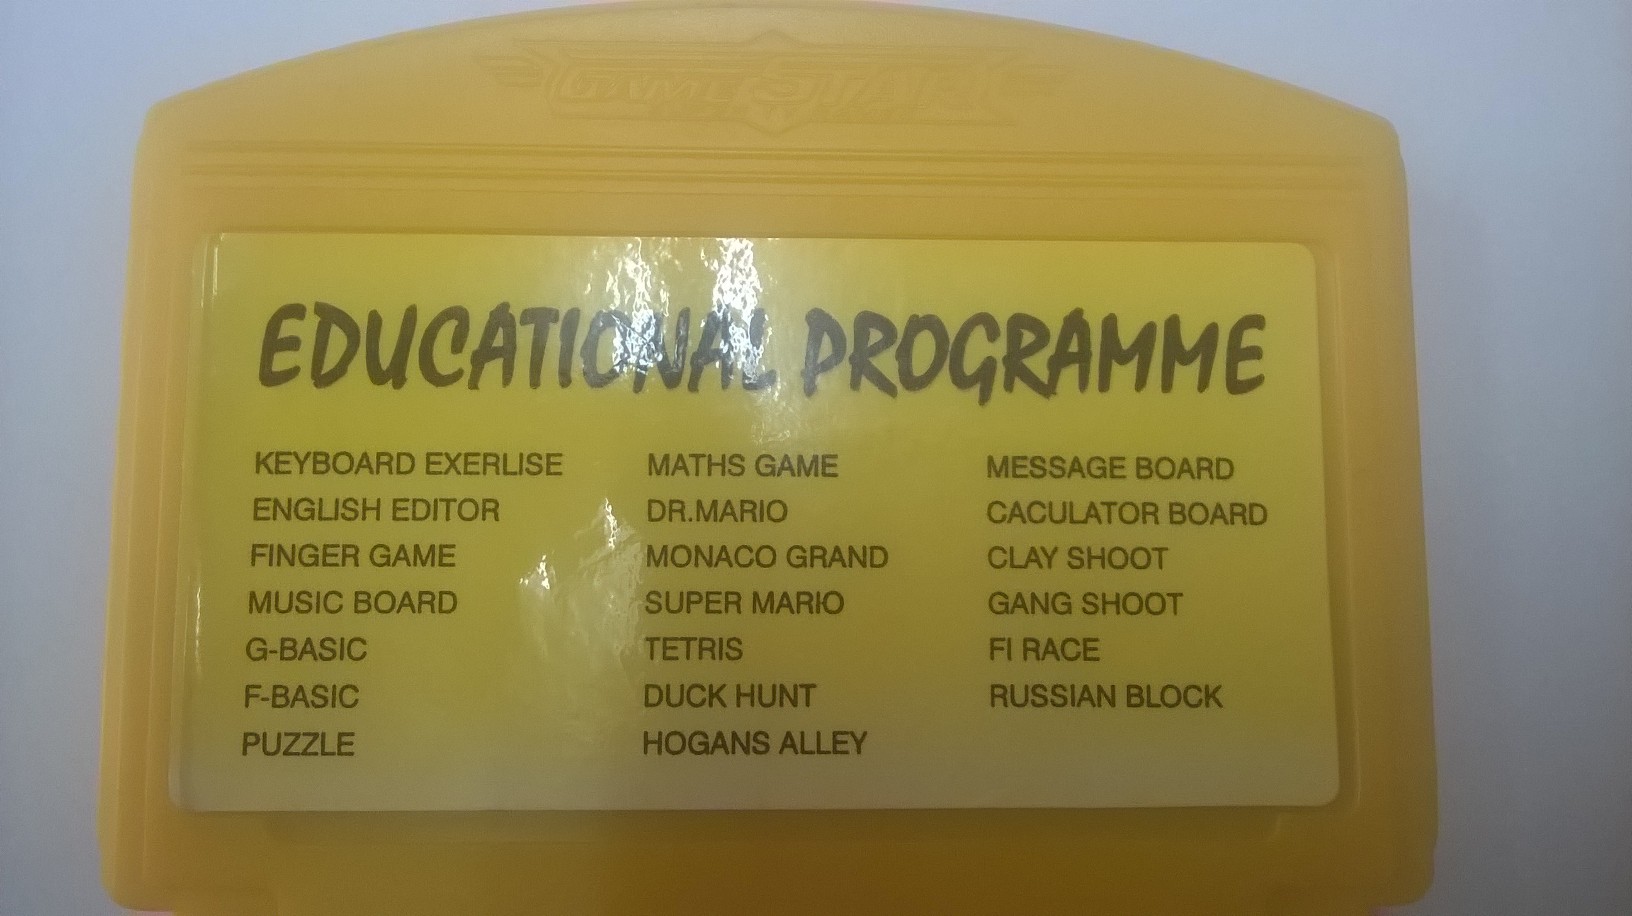 GAME STAR
EDUCATIONAL PROGRAMME
KEYBOARD EXERLISE
ENGLISH EDITOR
FINGER GAME
MUSIC BOARD
G-BASIC
F-BASIC
PUZZLE
MATHS GAME
DR.MARIO
MONACO GRAND
SUPER MARIO
TETRIS
DUCK HUNT
HOGANS ALLEY
MESSAGE BOARD
CACULATOR BOARD
CLAY SHOOT
GANG SHOOT
FI RACE
RUSSIAN BLOCK